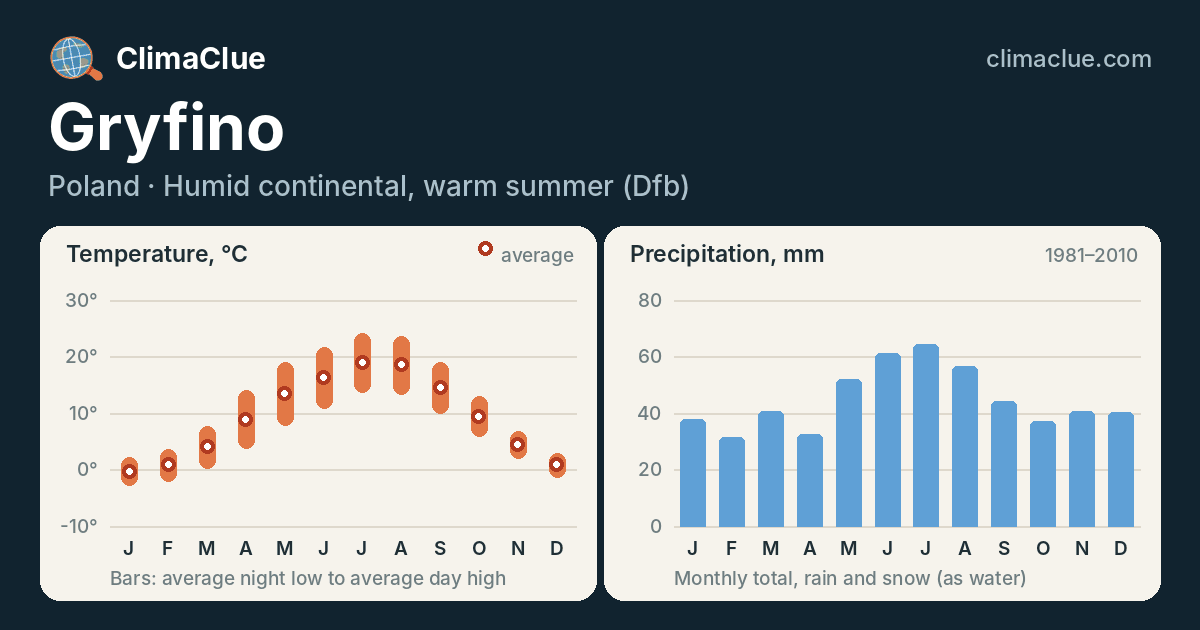 ClimaClue
climaclue.com
Gryfino
Poland · Humid continental, warm summer (Dfb)
Temperature, °C
average
30°
20°
10°
0°
-10°
J F M A M J J A S O N D
Bars: average night low to average day high
Precipitation, mm
1981–2010
80
60
40
20
0
J F M A M J J A S O N D
Monthly total, rain and snow (as water)